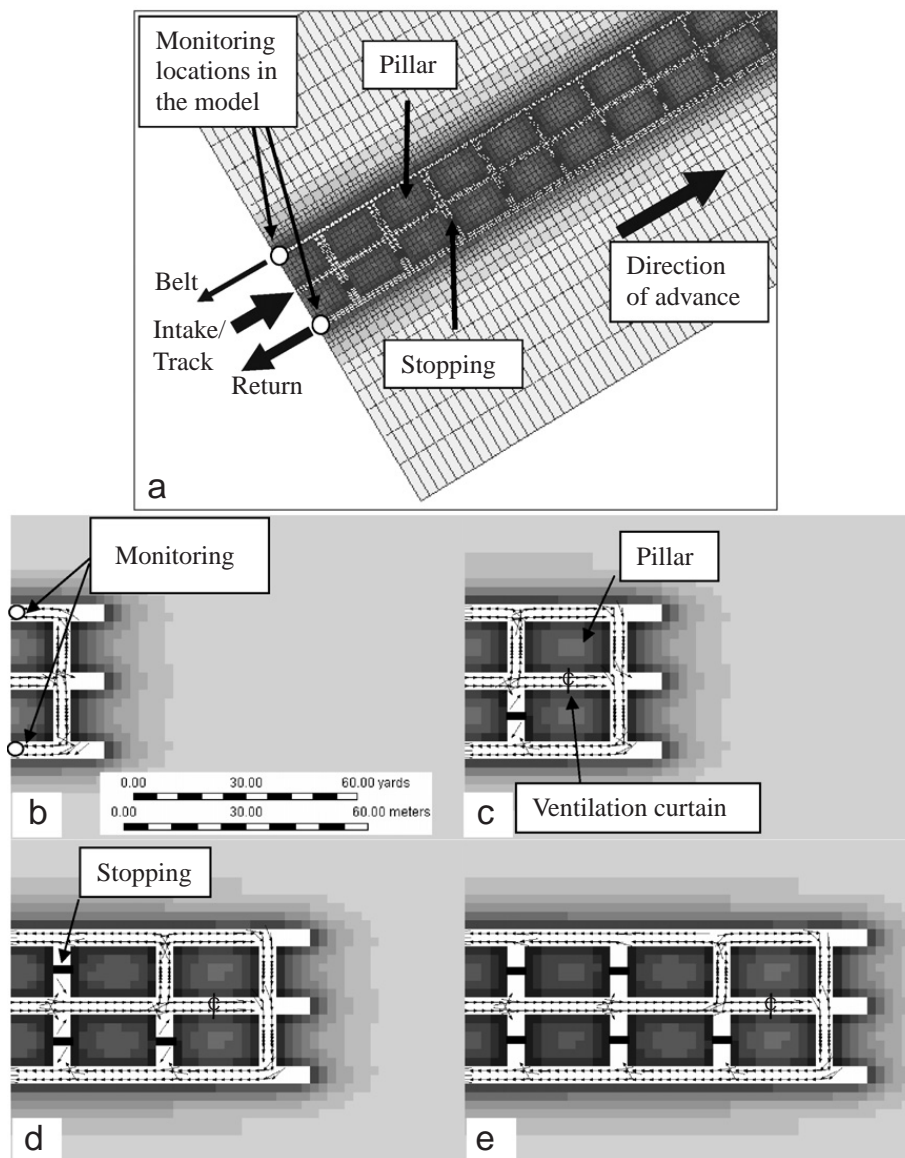 Monitoring
locations in
the model
Pillar
Belt
Intake/
Track
Return
Stopping
Direction
of advance
a
Monitoring
0.00 30.00 60.00 yards
0.00 30.00 60.00 meters
b
Pillar
Ventilation curtain
c
Stopping
d
e